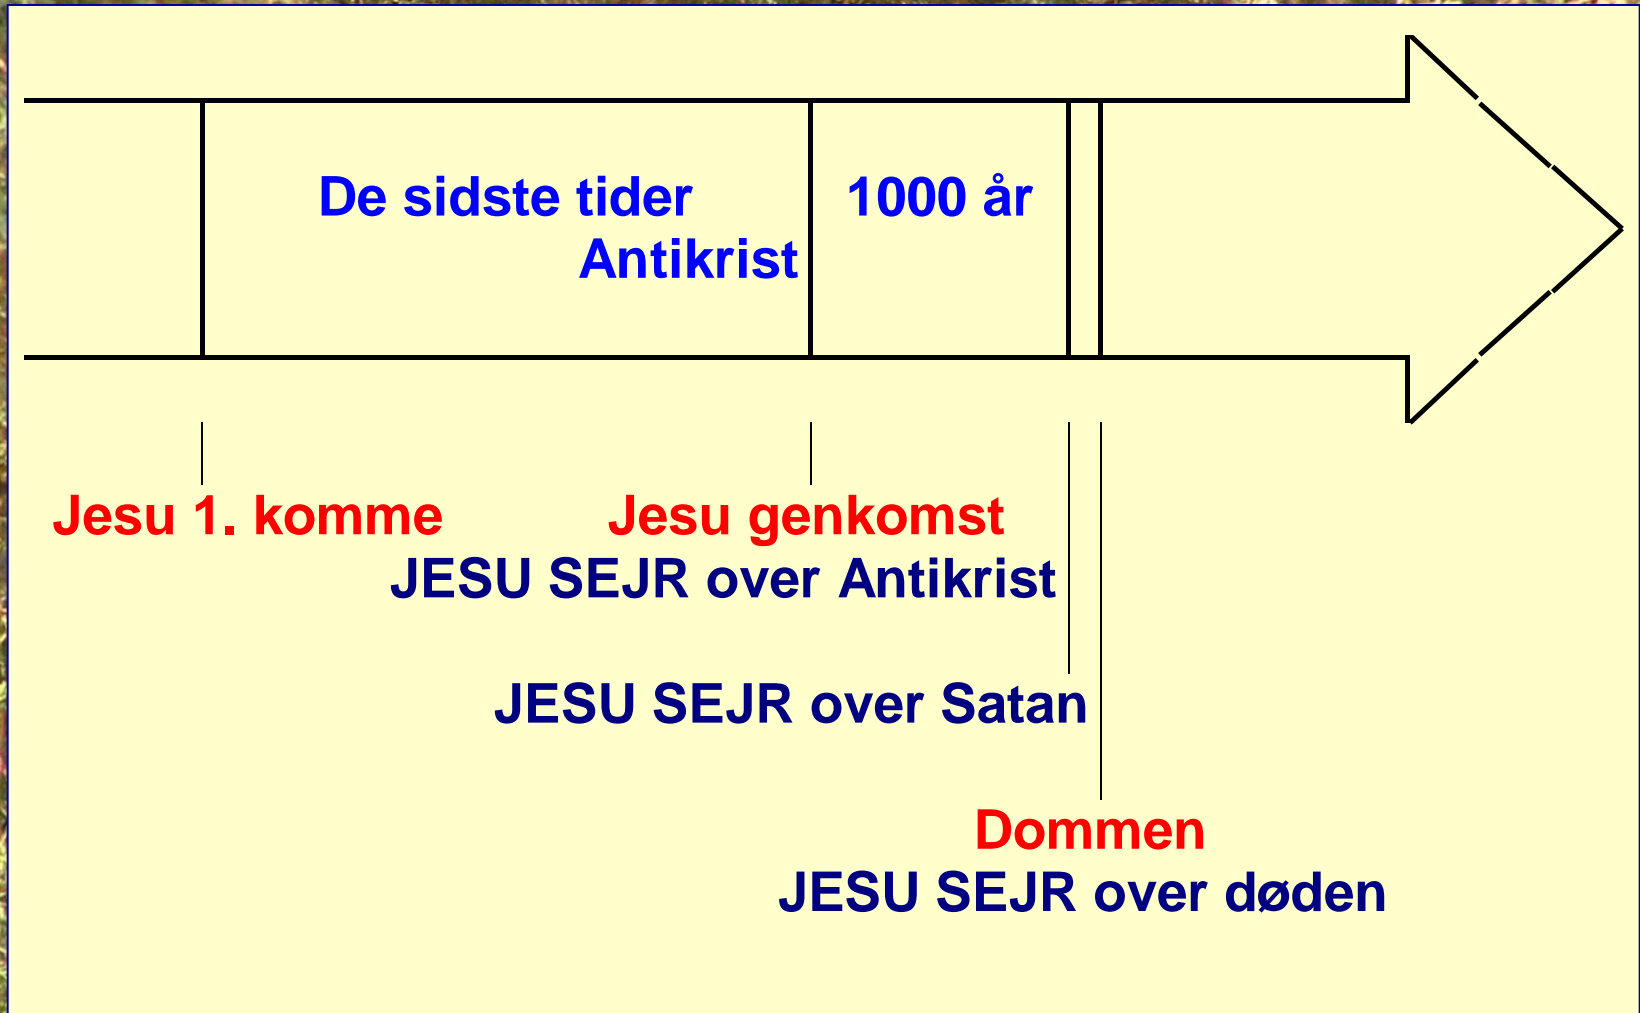 De sidste tider
1000 år
Antikrist
Jesu 1. komme
Jesu genkomst
JESU SEJR over Antikrist
JESU SEJR over Satan
Dommen
JESU SEJR over døden